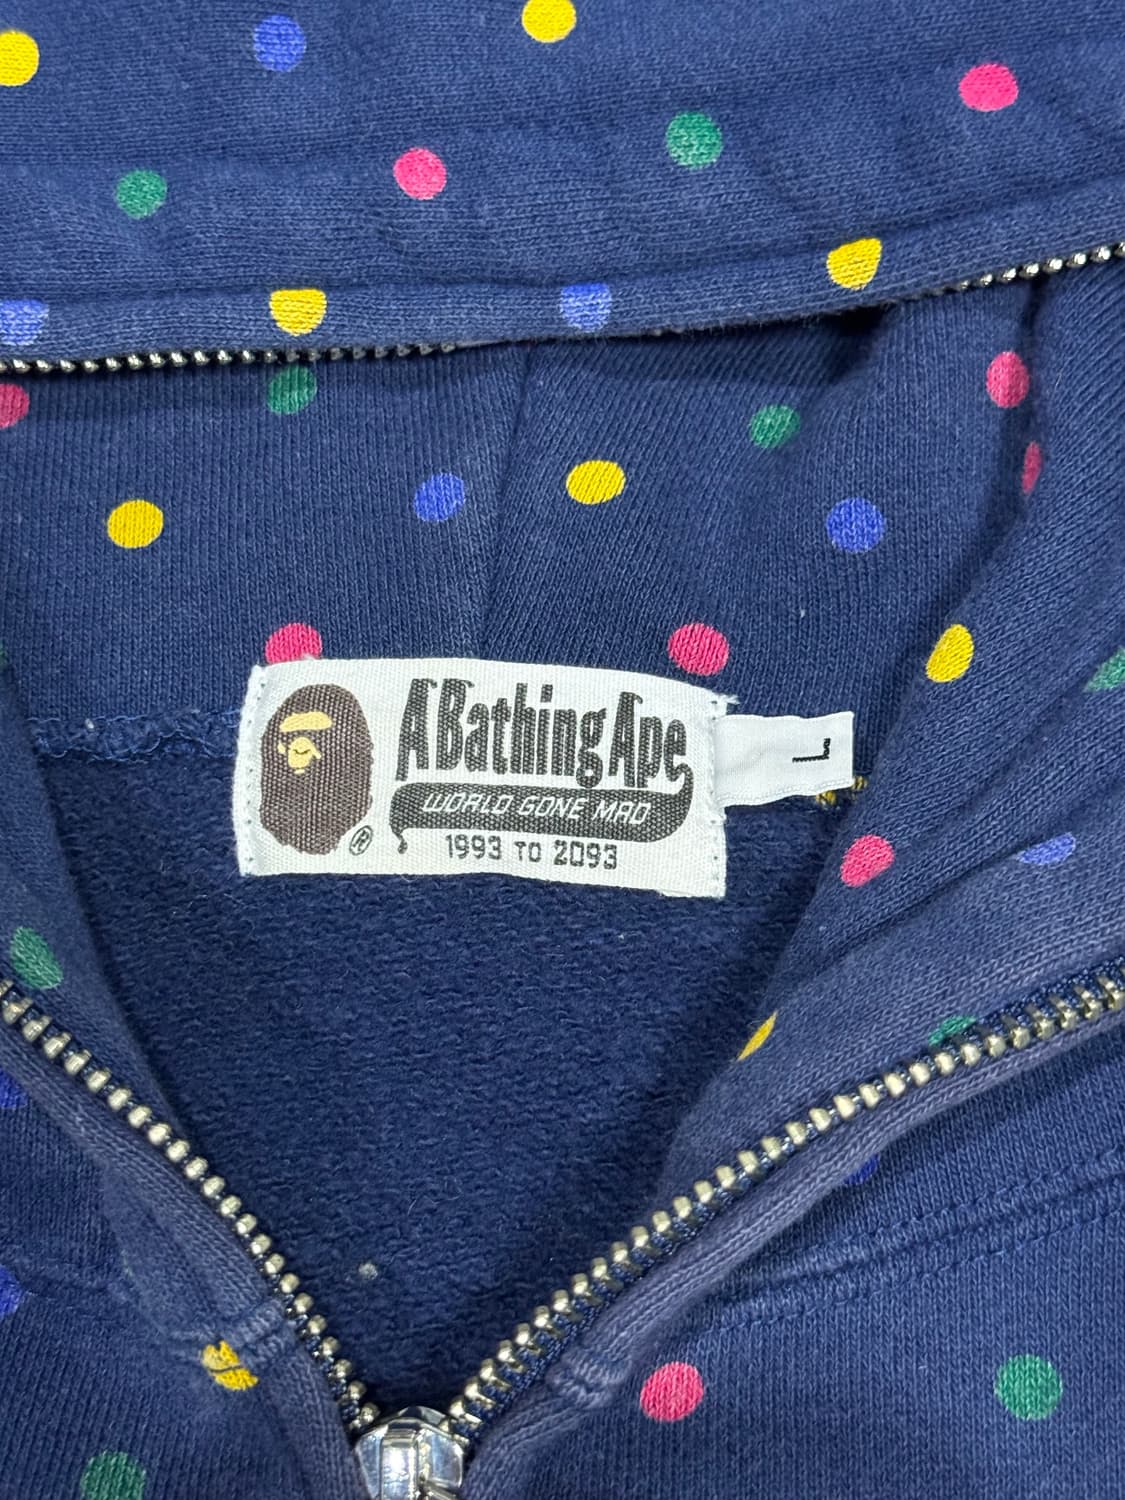 A Bathing Ape
WORLD GONE MAD
1993 TO 2093
®
L